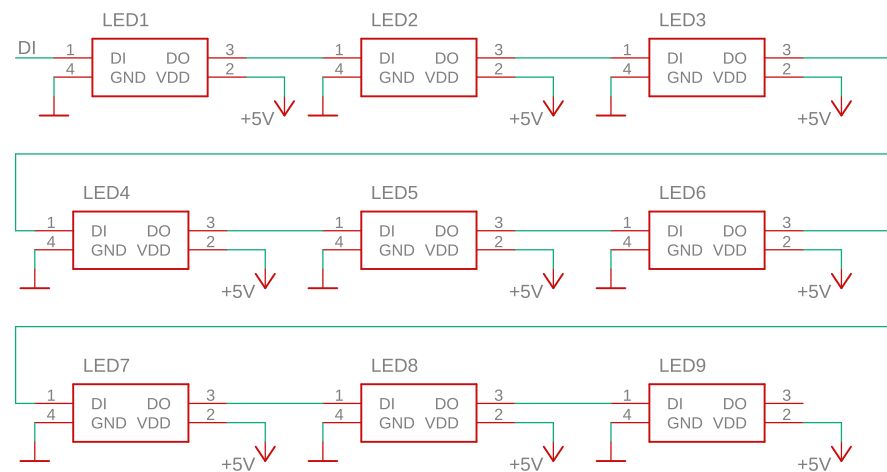 LED1 LED2 LED3
DI 1 DI DO 3 1 DI DO 3 1 DI DO 3
4 GND VDD 2 4 GND VDD 2 4 GND VDD 2
+5V +5V +5V
LED4 LED5 LED6
1 DI DO 3 1 DI DO 3 1 DI DO 3
4 GND VDD 2 4 GND VDD 2 4 GND VDD 2
+5V +5V +5V
LED7 LED8 LED9
1 DI DO 3 1 DI DO 3 1 DI DO 3
4 GND VDD 2 4 GND VDD 2 4 GND VDD 2
+5V +5V +5V